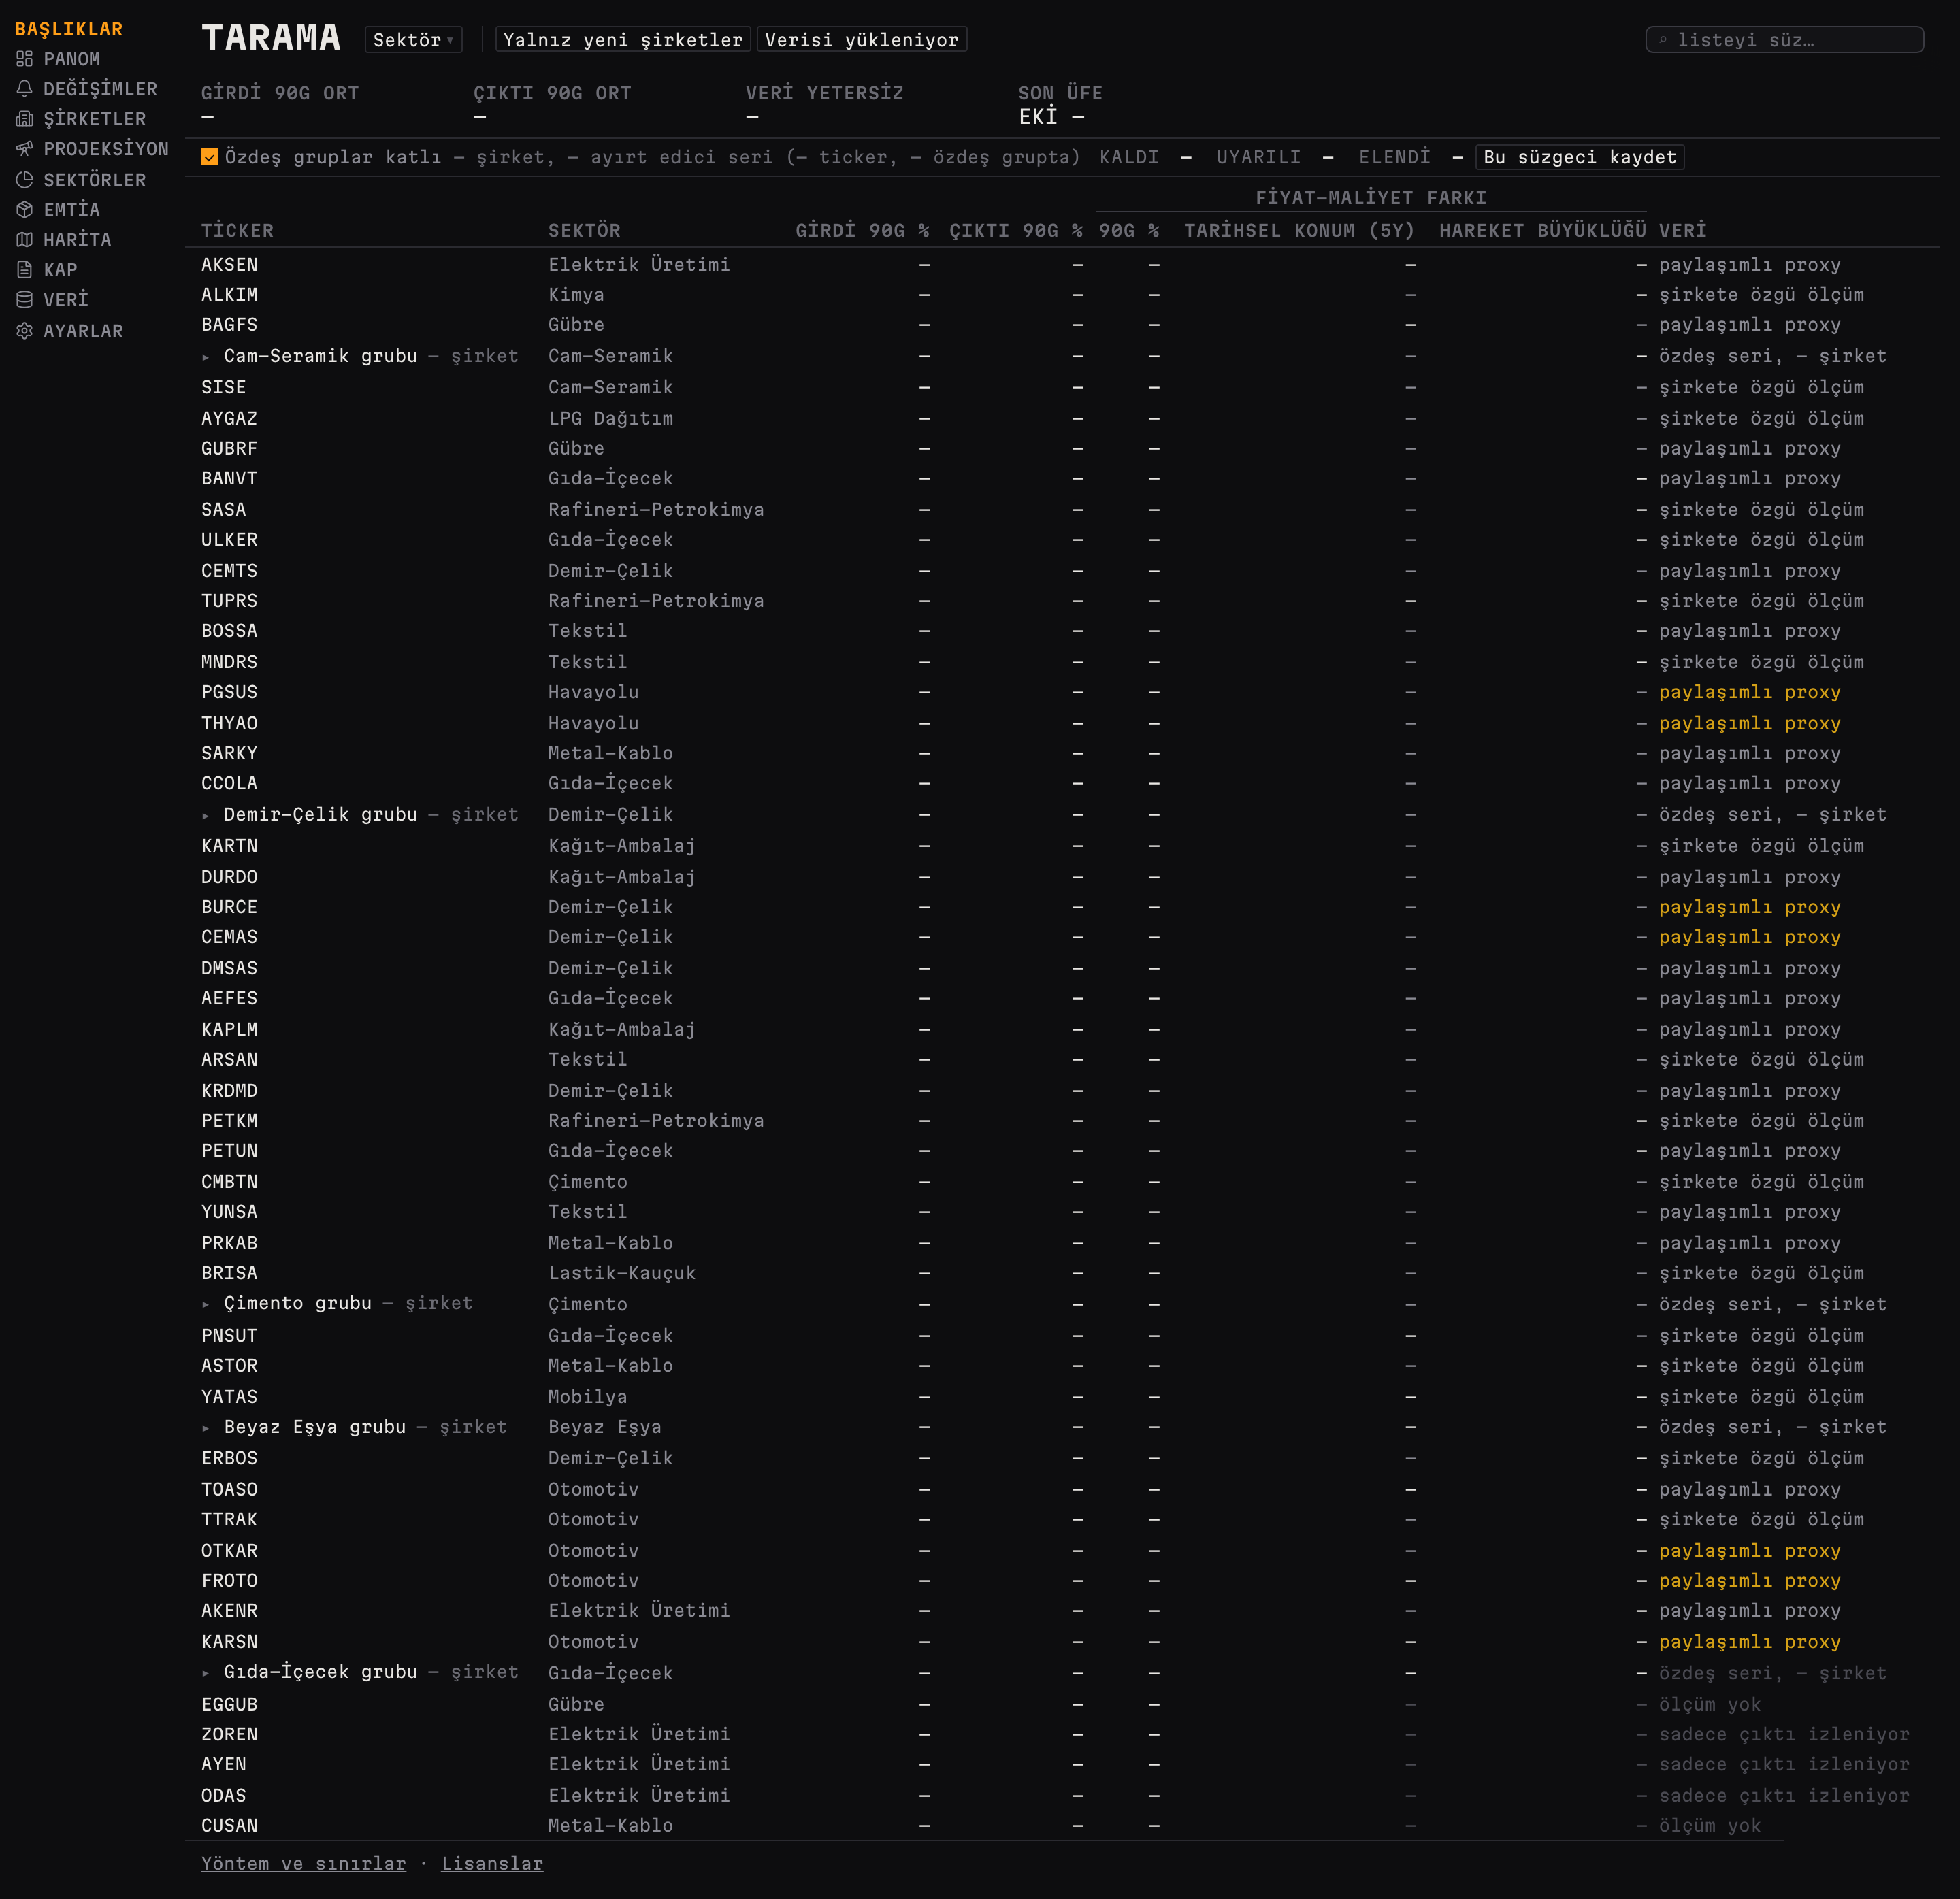 BAŞLIKLAR
PANOM
DEĞİŞİMLER
ŞİRKETLER
PROJEKSİYON
SEKTÖRLER
EMTİA
HARİTA
KAP
VERİ
AYARLAR
TARAMA Sektör ▾ Yalnız yeni şirketler Verisi yükleniyor listeyi süz…
GİRDİ 90G ORT ÇIKTI 90G ORT VERİ YETERSİZ SON ÜFE
— — — EKİ —
Özdeş gruplar katlı — şirket, — ayırt edici seri (— ticker, — özdeş grupta) KALDI — UYARILI — ELENDİ — Bu süzgeci kaydet
FİYAT-MALİYET FARKI
TİCKER SEKTÖR GİRDİ 90G % ÇIKTI 90G % 90G % TARİHSEL KONUM (5Y) HAREKET BÜYÜKLÜĞÜ VERİ
AKSEN Elektrik Üretimi — — — — — paylaşımlı proxy
ALKIM Kimya — — — — — şirkete özgü ölçüm
BAGFS Gübre — — — — — paylaşımlı proxy
▸ Cam-Seramik grubu — şirket Cam-Seramik — — — — — özdeş seri, — şirket
SISE Cam-Seramik — — — — — şirkete özgü ölçüm
AYGAZ LPG Dağıtım — — — — — şirkete özgü ölçüm
GUBRF Gübre — — — — — paylaşımlı proxy
BANVT Gıda-İçecek — — — — — paylaşımlı proxy
SASA Rafineri-Petrokimya — — — — — şirkete özgü ölçüm
ULKER Gıda-İçecek — — — — — şirkete özgü ölçüm
CEMTS Demir-Çelik — — — — — paylaşımlı proxy
TUPRS Rafineri-Petrokimya — — — — — şirkete özgü ölçüm
BOSSA Tekstil — — — — — paylaşımlı proxy
MNDRS Tekstil — — — — — şirkete özgü ölçüm
PGSUS Havayolu — — — — — paylaşımlı proxy
THYAO Havayolu — — — — — paylaşımlı proxy
SARKY Metal-Kablo — — — — — paylaşımlı proxy
CCOLA Gıda-İçecek — — — — — paylaşımlı proxy
▸ Demir-Çelik grubu — şirket Demir-Çelik — — — — — özdeş seri, — şirket
KARTN Kağıt-Ambalaj — — — — — şirkete özgü ölçüm
DURDO Kağıt-Ambalaj — — — — — paylaşımlı proxy
BURCE Demir-Çelik — — — — — paylaşımlı proxy
CEMAS Demir-Çelik — — — — — paylaşımlı proxy
DMSAS Demir-Çelik — — — — — paylaşımlı proxy
AEFES Gıda-İçecek — — — — — paylaşımlı proxy
KAPLM Kağıt-Ambalaj — — — — — paylaşımlı proxy
ARSAN Tekstil — — — — — şirkete özgü ölçüm
KRDMD Demir-Çelik — — — — — paylaşımlı proxy
PETKM Rafineri-Petrokimya — — — — — şirkete özgü ölçüm
PETUN Gıda-İçecek — — — — — paylaşımlı proxy
CMBTN Çimento — — — — — şirkete özgü ölçüm
YUNSA Tekstil — — — — — paylaşımlı proxy
PRKAB Metal-Kablo — — — — — paylaşımlı proxy
BRISA Lastik-Kauçuk — — — — — şirkete özgü ölçüm
▸ Çimento grubu — şirket Çimento — — — — — özdeş seri, — şirket
PNSUT Gıda-İçecek — — — — — şirkete özgü ölçüm
ASTOR Metal-Kablo — — — — — şirkete özgü ölçüm
YATAS Mobilya — — — — — şirkete özgü ölçüm
▸ Beyaz Eşya grubu — şirket Beyaz Eşya — — — — — özdeş seri, — şirket
ERBOS Demir-Çelik — — — — — şirkete özgü ölçüm
TOASO Otomotiv — — — — — paylaşımlı proxy
TTRAK Otomotiv — — — — — şirkete özgü ölçüm
OTKAR Otomotiv — — — — — paylaşımlı proxy
FROTO Otomotiv — — — — — paylaşımlı proxy
AKENR Elektrik Üretimi — — — — — paylaşımlı proxy
KARSN Otomotiv — — — — — paylaşımlı proxy
▸ Gıda-İçecek grubu — şirket Gıda-İçecek — — — — — özdeş seri, — şirket
EGGUB Gübre — — — — — ölçüm yok
ZOREN Elektrik Üretimi — — — — — sadece çıktı izleniyor
AYEN Elektrik Üretimi — — — — — sadece çıktı izleniyor
ODAS Elektrik Üretimi — — — — — sadece çıktı izleniyor
CUSAN Metal-Kablo — — — — — ölçüm yok
Yöntem ve sınırlar · Lisanslar